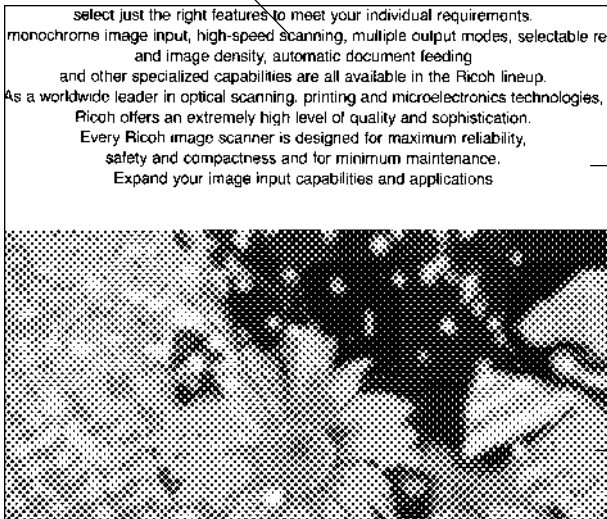 select just the right features to meet your individual requirements.
monochrome image input, high-speed scanning, multiple output modes, selectable re
and image density, automatic document feeding
and other specialized capabilities are all available in the Ricoh lineup.
As a worldwide leader in optical scanning, printing and microelectronics technologies,
Ricoh offers an extremely high level of quality and sophistication.
Every Ricoh image scanner is designed for maximum reliability,
safety and compactness and for minimum maintenance.
Expand your image input capabilities and applications